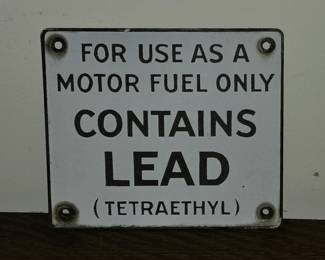 FOR USE AS A
MOTOR FUEL ONLY
CONTAINS
LEAD
(TETRAETHYL)